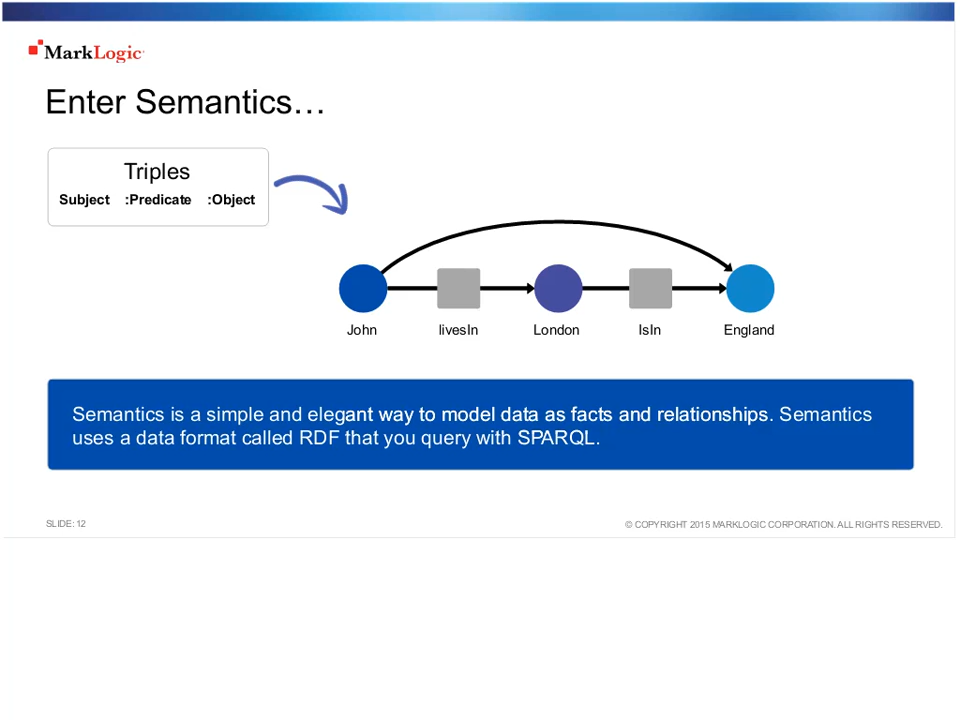 MarkLogic
Enter Semantics…
Triples
Subject :Predicate :Object
John livesIn London IsIn England
Semantics is a simple and elegant way to model data as facts and relationships. Semantics
uses a data format called RDF that you query with SPARQL.
SLIDE: 12 © COPYRIGHT 2015 MARKLOGIC CORPORATION. ALL RIGHTS RESERVED.